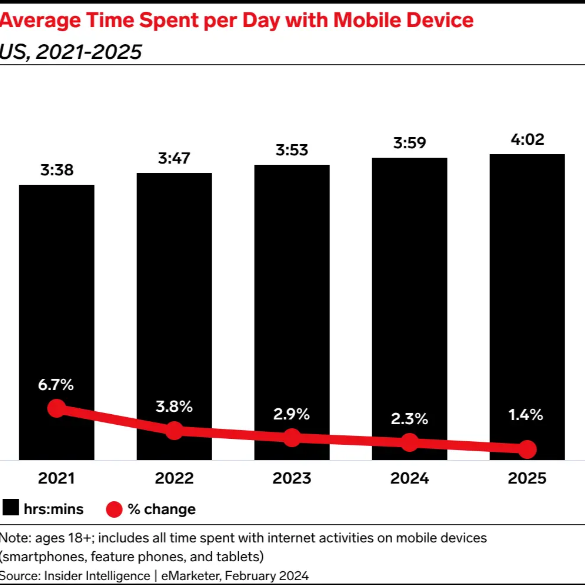 Average Time Spent per Day with Mobile Device
US, 2021-2025
3:38
3:47
3:53
3:59
4:02
6.7%
3.8%
2.9%
2.3%
1.4%
2021
2022
2023
2024
2025
hrs:mins
% change
Note: ages 18+; includes all time spent with internet activities on mobile devices
(smartphones, feature phones, and tablets)
Source: Insider Intelligence | eMarketer, February 2024